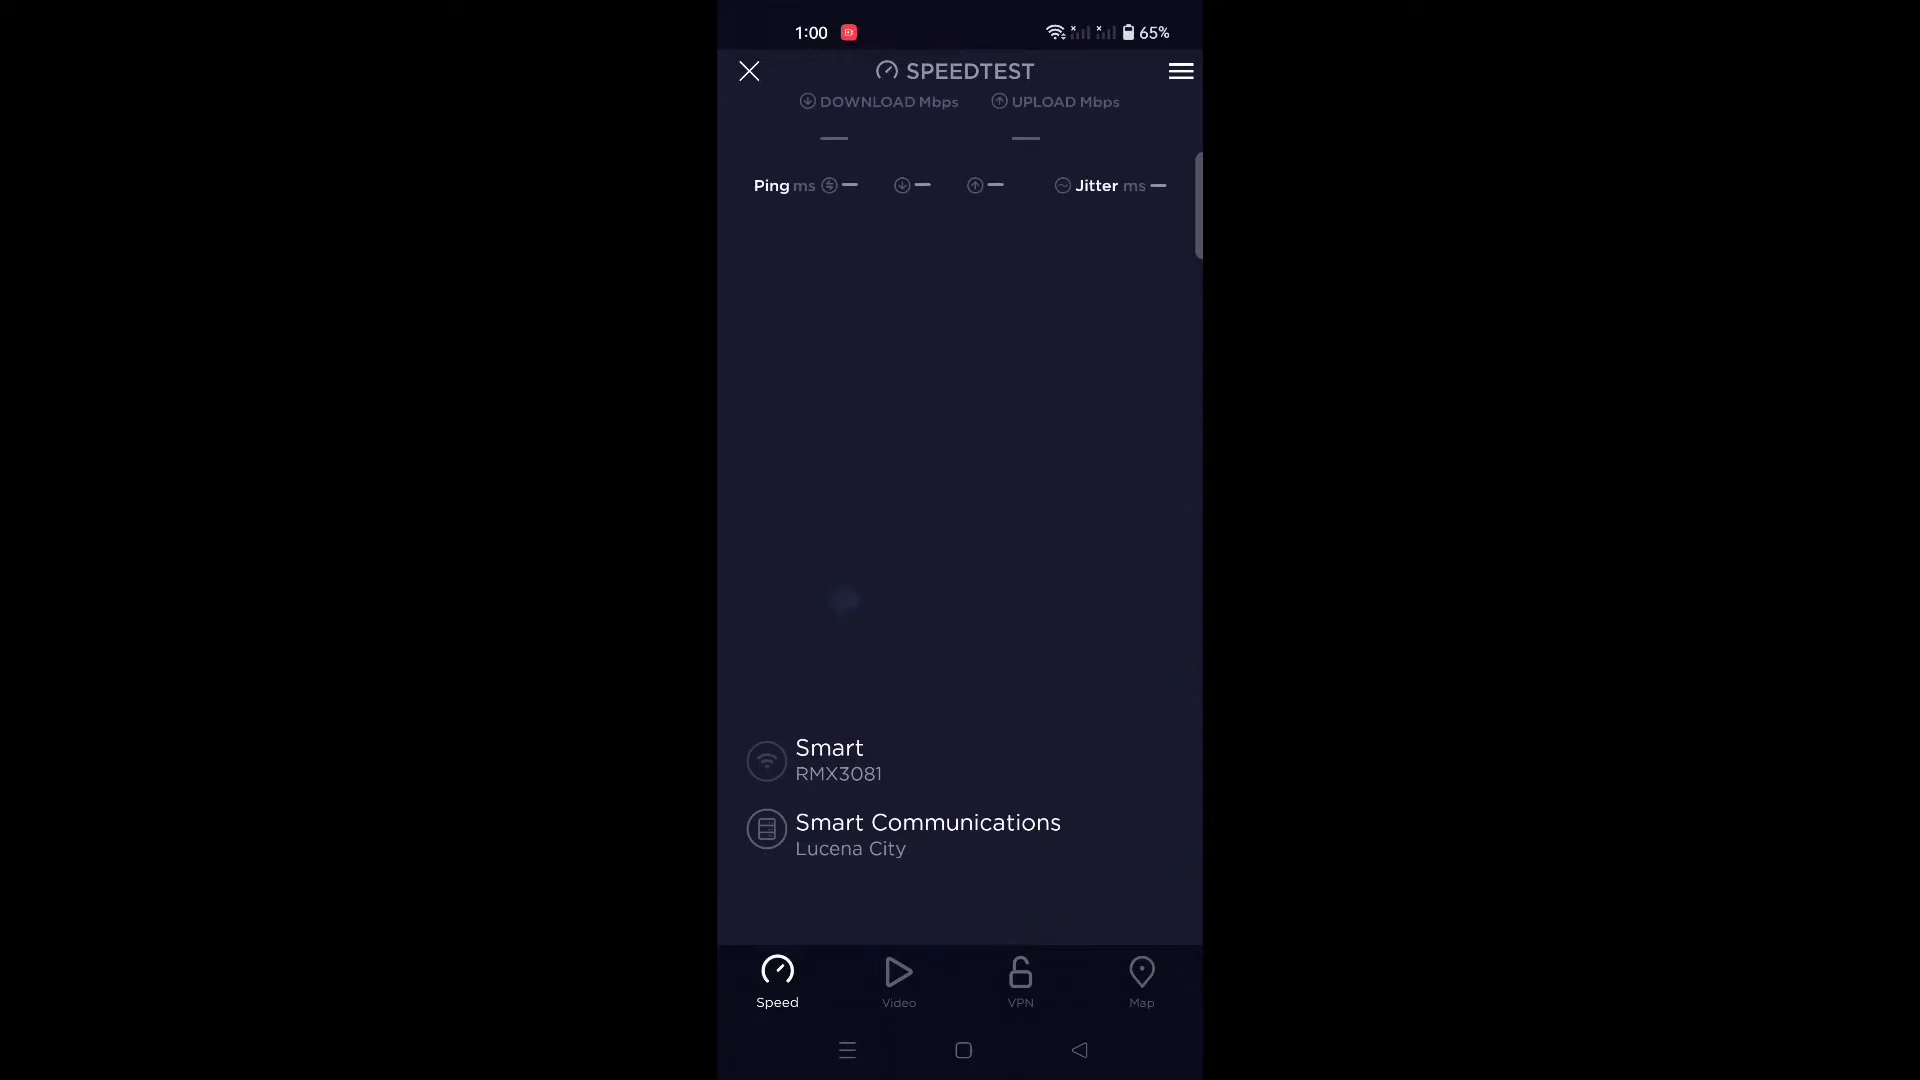 1:00 65%
SPEEDTEST
DOWNLOAD Mbps UPLOAD Mbps
— —
Ping ms — — — Jitter ms —
Smart
RMX3081
Smart Communications
Lucena City
Speed Video VPN Map